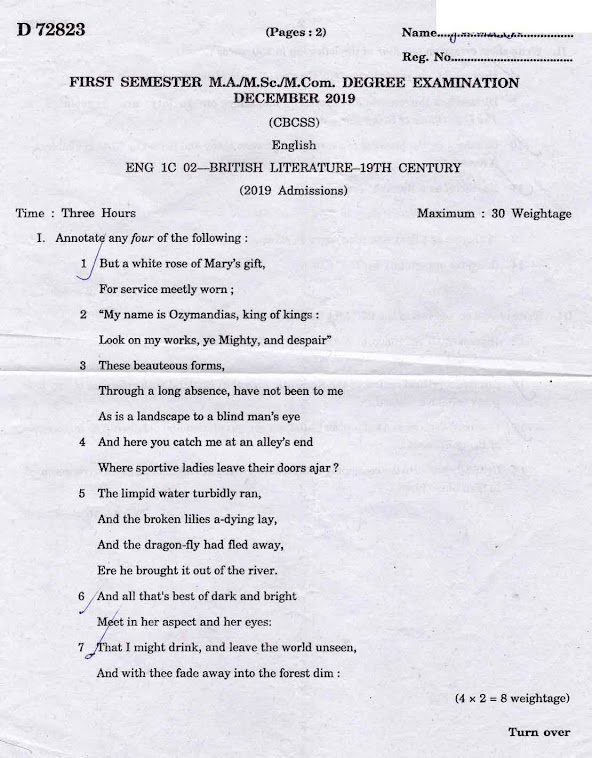 D 72823
(Pages : 2)
Name..........
Reg. No..........
FIRST SEMESTER M.A./M.Sc./M.Com. DEGREE EXAMINATION
DECEMBER 2019
(CBCSS)
English
ENG 1C 02—BRITISH LITERATURE–19TH CENTURY
(2019 Admissions)
Time : Three Hours
Maximum : 30 Weightage
I. Annotate any four of the following :
1 But a white rose of Mary's gift,
For service meetly worn ;
2 "My name is Ozymandias, king of kings :
Look on my works, ye Mighty, and despair"
3 These beauteous forms,
Through a long absence, have not been to me
As is a landscape to a blind man's eye
4 And here you catch me at an alley's end
Where sportive ladies leave their doors ajar ?
5 The limpid water turbidly ran,
And the broken lilies a-dying lay,
And the dragon-fly had fled away,
Ere he brought it out of the river.
6 And all that's best of dark and bright
Meet in her aspect and her eyes:
7 That I might drink, and leave the world unseen,
And with thee fade away into the forest dim :
(4 × 2 = 8 weightage)
Turn over